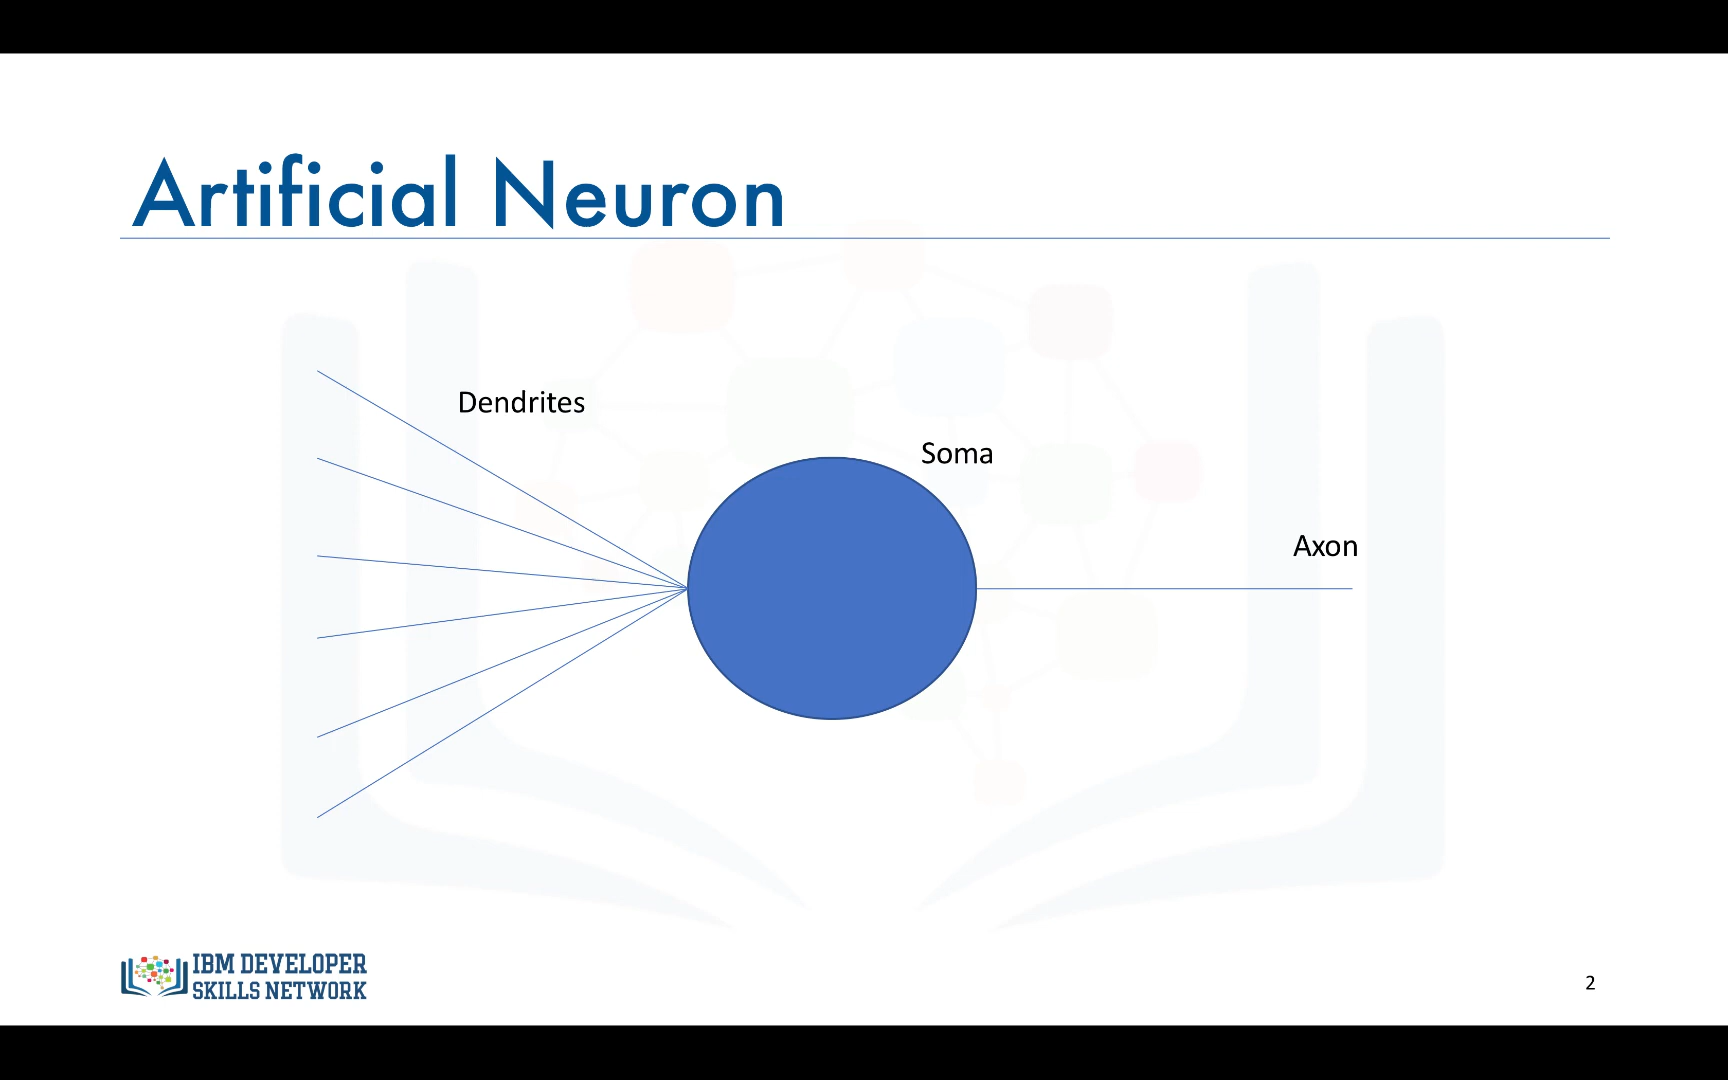 Artificial Neuron
Dendrites
Soma
Axon
IBM DEVELOPER
SKILLS NETWORK
2